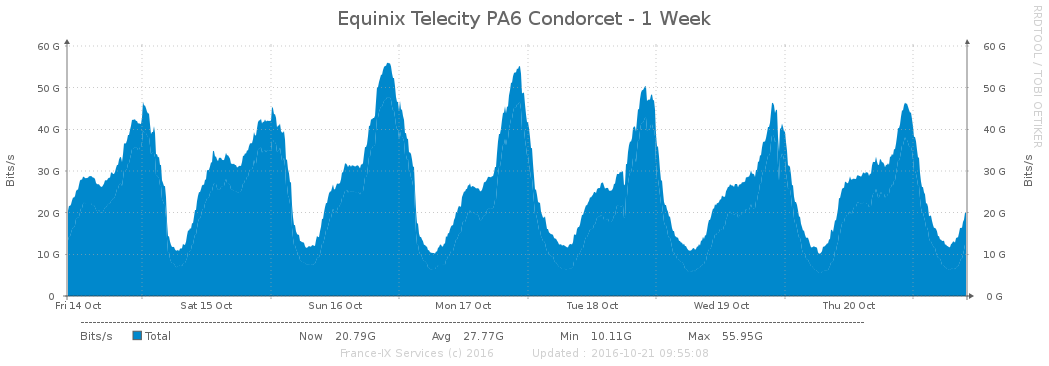 Equinix Telecity PA6 Condorcet - 1 Week
RRDTOOL / TOBI OETIKER
Bits/s
60 G
50 G
40 G
30 G
20 G
10 G
0
60 G
50 G
40 G
30 G
20 G
10 G
0 G
Bits/s
Fri 14 Oct Sat 15 Oct Sun 16 Oct Mon 17 Oct Tue 18 Oct Wed 19 Oct Thu 20 Oct
Bits/s Total Now 20.79G Avg 27.77G Min 10.11G Max 55.95G
France-IX Services (c) 2016 Updated : 2016-10-21 09:55:08